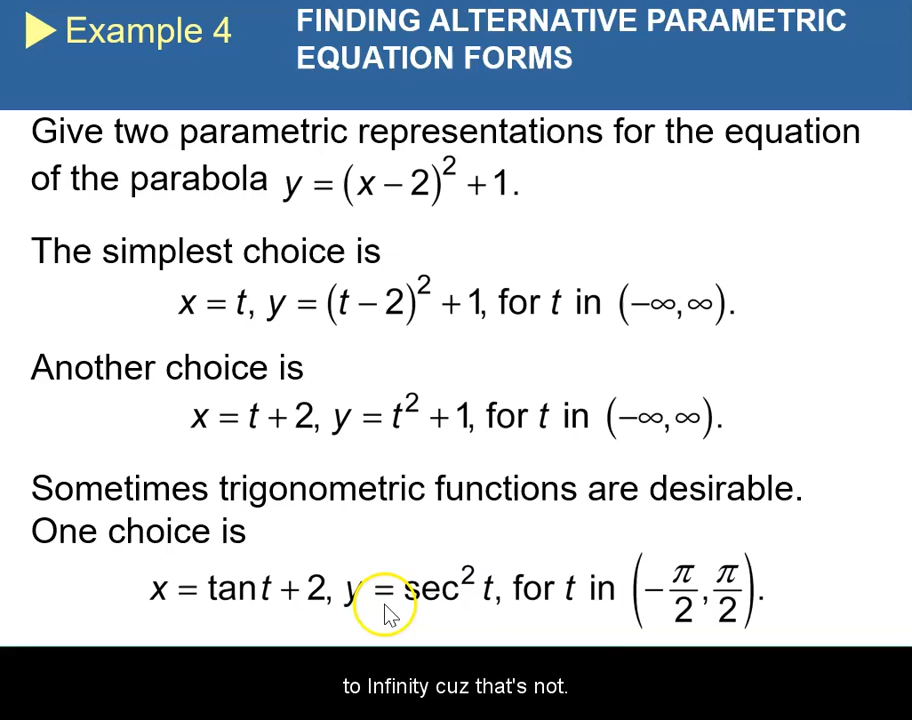 Example 4
FINDING ALTERNATIVE PARAMETRIC
EQUATION FORMS
Give two parametric representations for the equation
of the parabola y = (x − 2)² + 1.
The simplest choice is
x = t, y = (t − 2)² + 1, for t in (−∞, ∞).
Another choice is
x = t + 2, y = t² + 1, for t in (−∞, ∞).
Sometimes trigonometric functions are desirable.
One choice is
x = tan t + 2, y = sec² t, for t in (−π/2, π/2).
to Infinity cuz that's not.